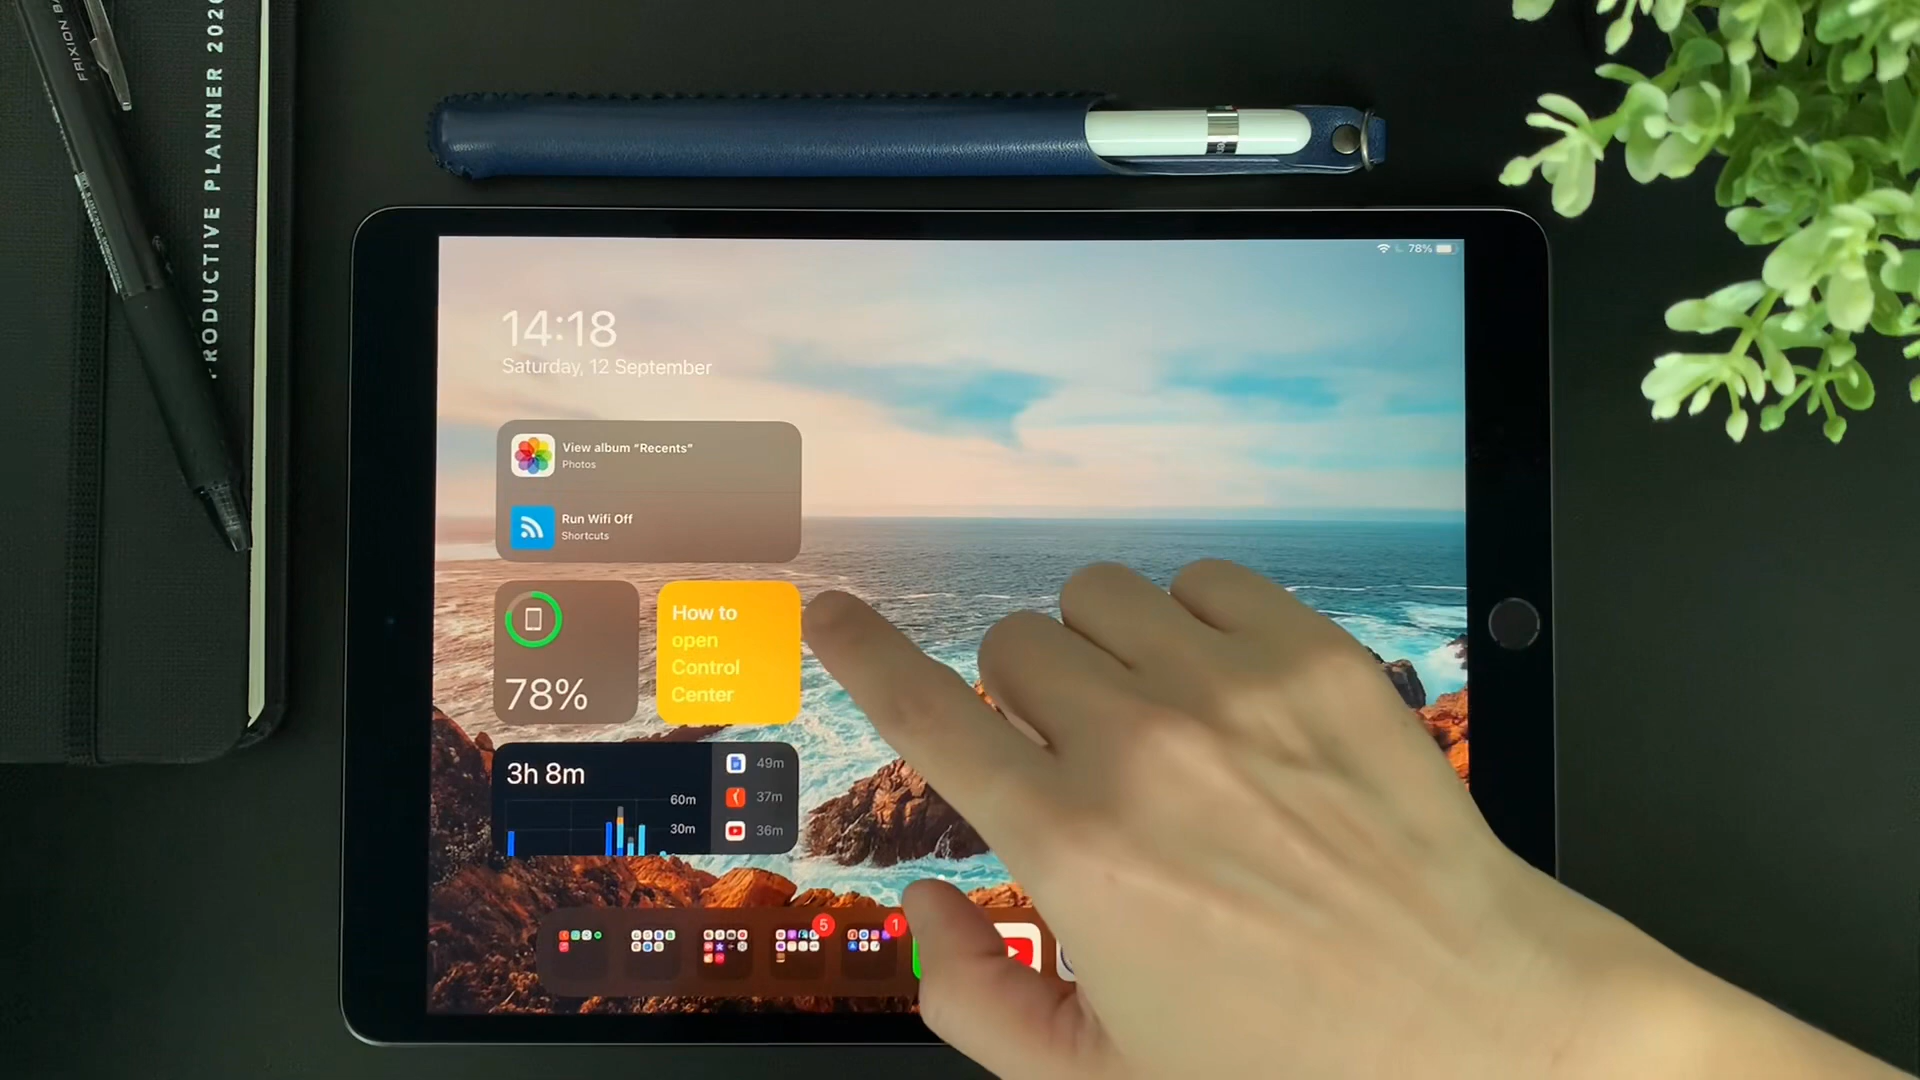 FRIXION BA
PRODUCTIVE PLANNER 2020
78%
14:18
Saturday, 12 September
View album “Recents”
Photos
Run Wifi Off
Shortcuts
78%
How to
open
Control
Center
3h 8m
60m
30m
49m
37m
36m
5
1